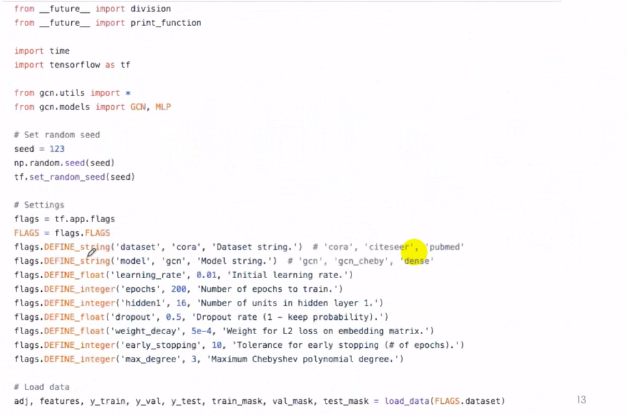 from __future__ import division
from __future__ import print_function
import time
import tensorflow as tf
from gcn.utils import *
from gcn.models import GCN, MLP
# Set random seed
seed = 123
np.random.seed(seed)
tf.set_random_seed(seed)
# Settings
flags = tf.app.flags
FLAGS = flags.FLAGS
flags.DEFINE_string('dataset', 'cora', 'Dataset string.')  # 'cora', 'citeseer', 'pubmed'
flags.DEFINE_string('model', 'gcn', 'Model string.')  # 'gcn', 'gcn_cheby', 'dense'
flags.DEFINE_float('learning_rate', 0.01, 'Initial learning rate.')
flags.DEFINE_integer('epochs', 200, 'Number of epochs to train.')
flags.DEFINE_integer('hidden1', 16, 'Number of units in hidden layer 1.')
flags.DEFINE_float('dropout', 0.5, 'Dropout rate (1 - keep probability).')
flags.DEFINE_float('weight_decay', 5e-4, 'Weight for L2 loss on embedding matrix.')
flags.DEFINE_integer('early_stopping', 10, 'Tolerance for early stopping (# of epochs).')
flags.DEFINE_integer('max_degree', 3, 'Maximum Chebyshev polynomial degree.')
# Load data
adj, features, y_train, y_val, y_test, train_mask, val_mask, test_mask = load_data(FLAGS.dataset)
13